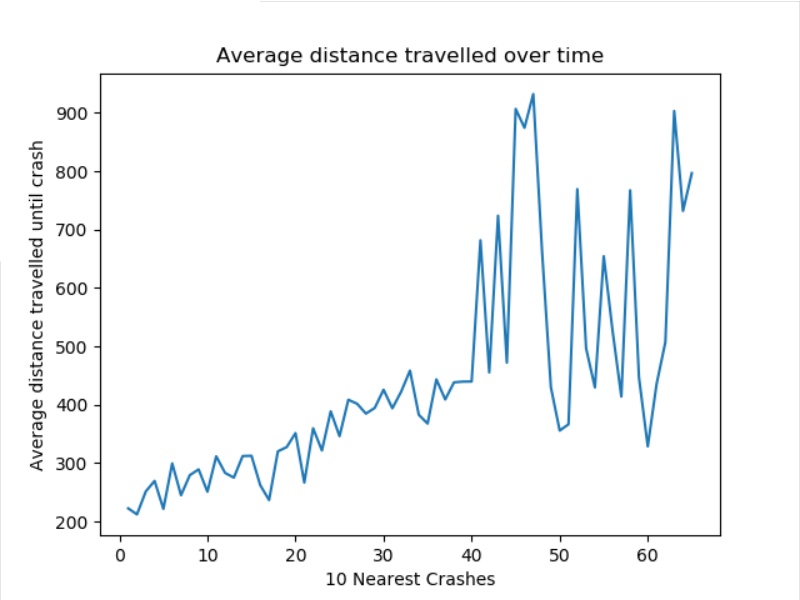 Average distance travelled over time
Average distance travelled until crash
900
800
700
600
500
400
300
200
0 10 20 30 40 50 60
10 Nearest Crashes